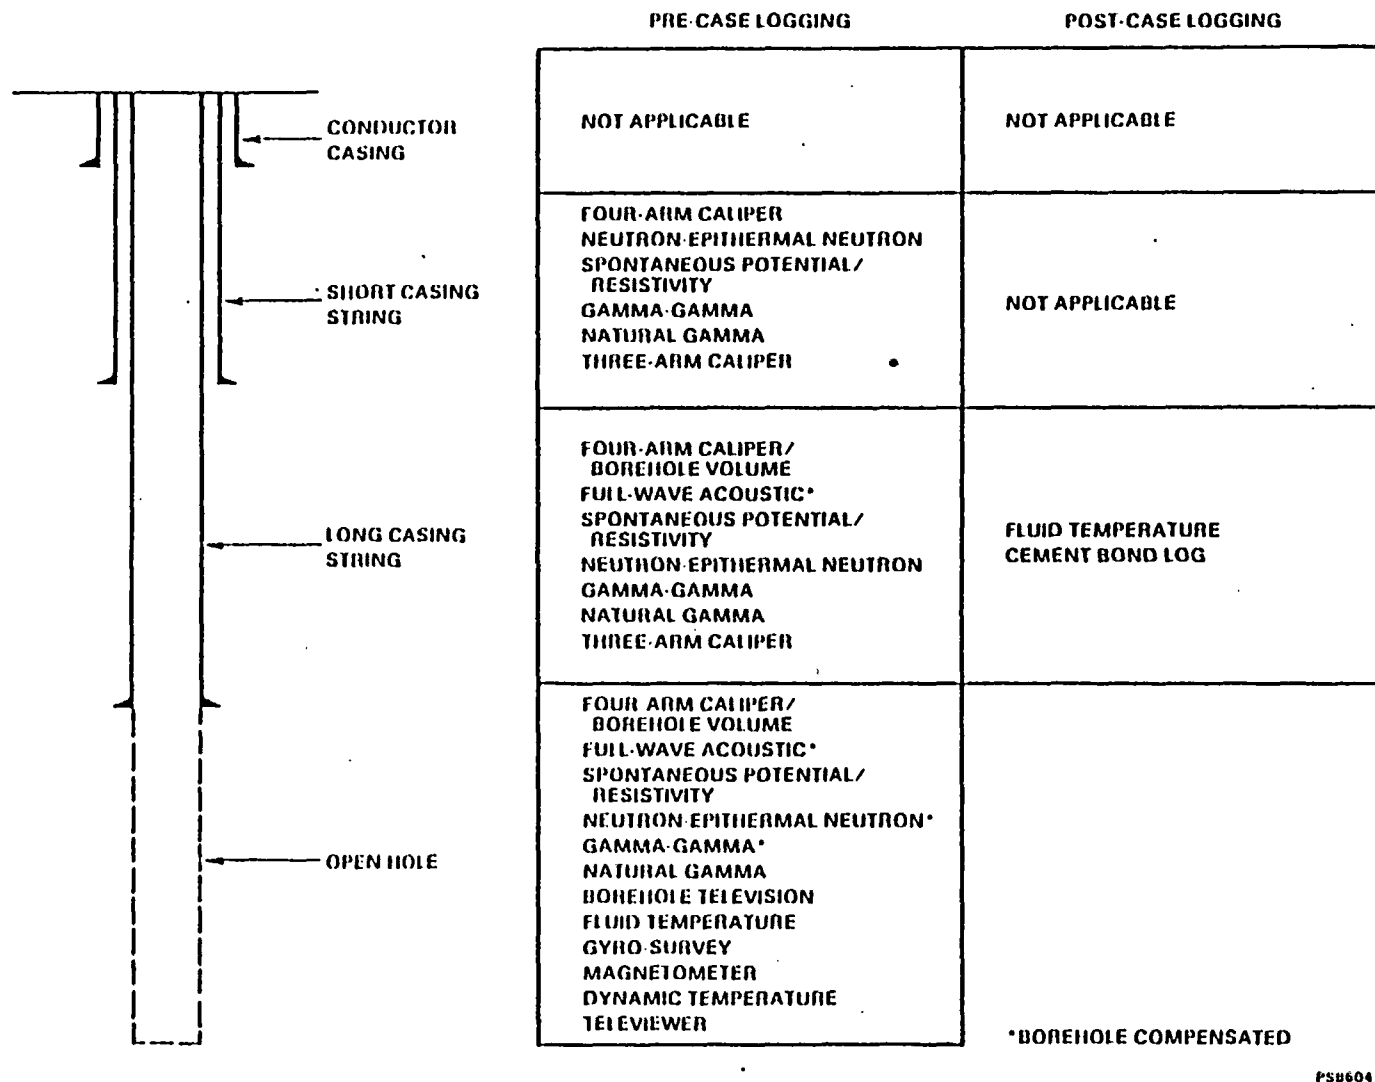 PRE-CASE LOGGING
POST-CASE LOGGING
CONDUCTOR
CASING
NOT APPLICABLE
NOT APPLICABLE
SHORT CASING
STRING
FOUR-ARM CALIPER
NEUTRON-EPITHERMAL NEUTRON
SPONTANEOUS POTENTIAL/
RESISTIVITY
GAMMA-GAMMA
NATURAL GAMMA
THREE-ARM CALIPER
NOT APPLICABLE
LONG CASING
STRING
FOUR-ARM CALIPER/
BOREHOLE VOLUME
FULL-WAVE ACOUSTIC*
SPONTANEOUS POTENTIAL/
RESISTIVITY
NEUTRON-EPITHERMAL NEUTRON
GAMMA-GAMMA
NATURAL GAMMA
THREE-ARM CALIPER
FLUID TEMPERATURE
CEMENT BOND LOG
OPEN HOLE
FOUR ARM CALIPER/
BOREHOLE VOLUME
FULL-WAVE ACOUSTIC*
SPONTANEOUS POTENTIAL/
RESISTIVITY
NEUTRON-EPITHERMAL NEUTRON*
GAMMA-GAMMA*
NATURAL GAMMA
BOREHOLE TELEVISION
FLUID TEMPERATURE
GYRO-SURVEY
MAGNETOMETER
DYNAMIC TEMPERATURE
TELEVIEWER
*BOREHOLE COMPENSATED
PS8604